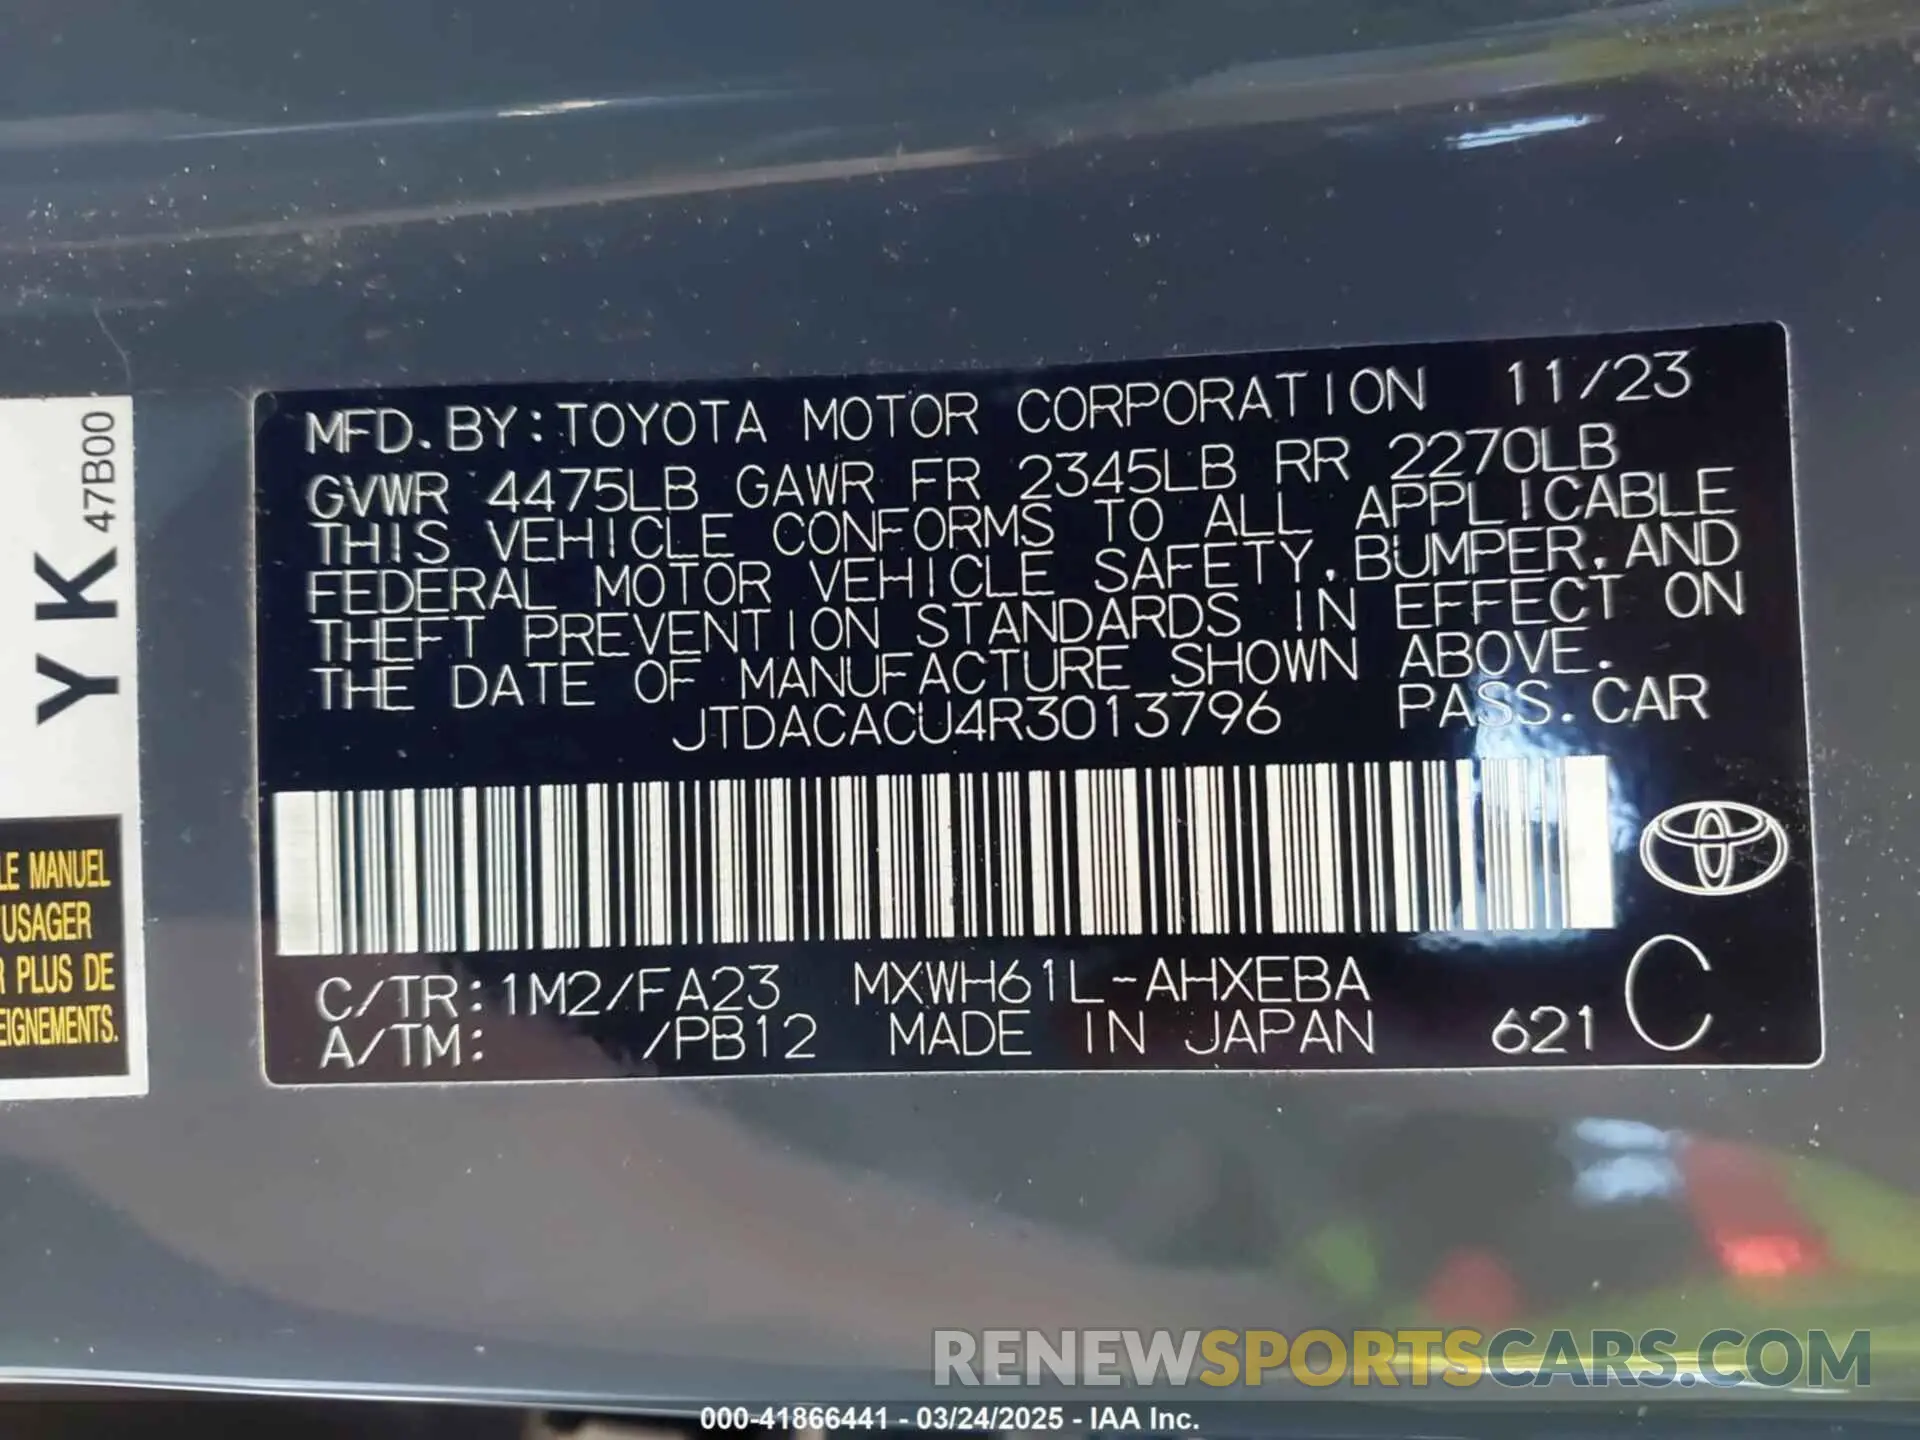 MFD. BY: TOYOTA MOTOR CORPORATION 11/23
GVWR 4475LB GAWR FR 2345LB RR 2270LB
THIS VEHICLE CONFORMS TO ALL APPLICABLE
FEDERAL MOTOR VEHICLE SAFETY, BUMPER, AND
THEFT PREVENTION STANDARDS IN EFFECT ON
THE DATE OF MANUFACTURE SHOWN ABOVE.
JTDACACU4R3013796 PASS. CAR
C/TR: 1M2/FA23 MXWH61L-AHXEBA
A/TM: /PB12 MADE IN JAPAN 621 C
YK 47B00
LE MANUEL
'USAGER
R PLUS DE
EIGNEMENTS.
RENEWSPORTSCARS.COM
000-41866441 - 03/24/2025 - IAA Inc.